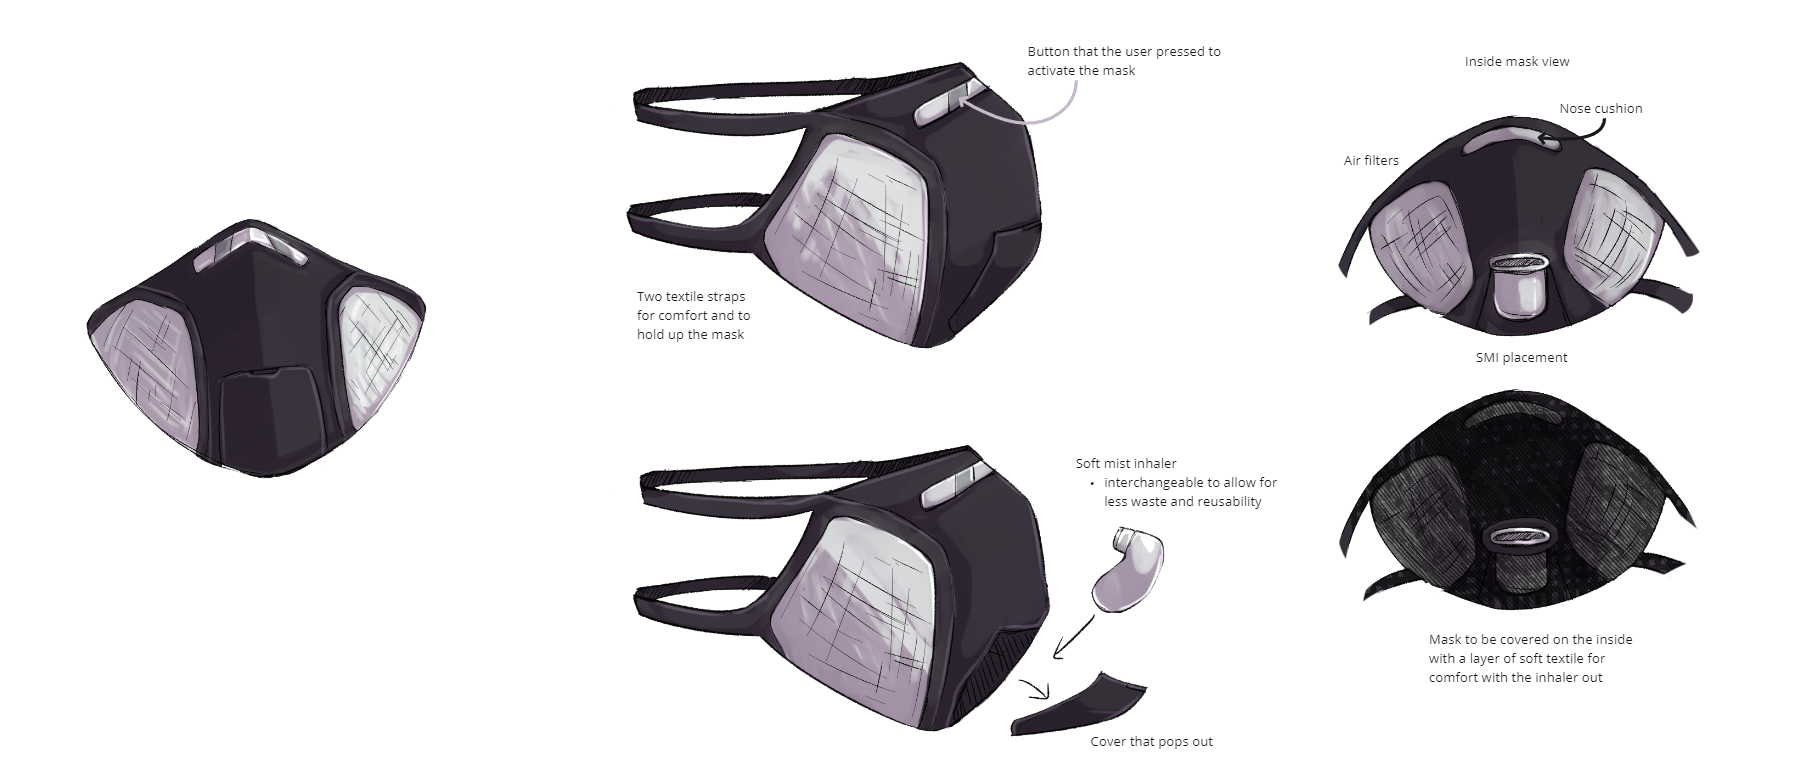 Button that the user pressed to
activate the mask
Two textile straps
for comfort and to
hold up the mask
Soft mist inhaler
• interchangeable to allow for
less waste and reusability
Cover that pops out
Inside mask view
Nose cushion
Air filters
SMI placement
Mask to be covered on the inside
with a layer of soft textile for
comfort with the inhaler out